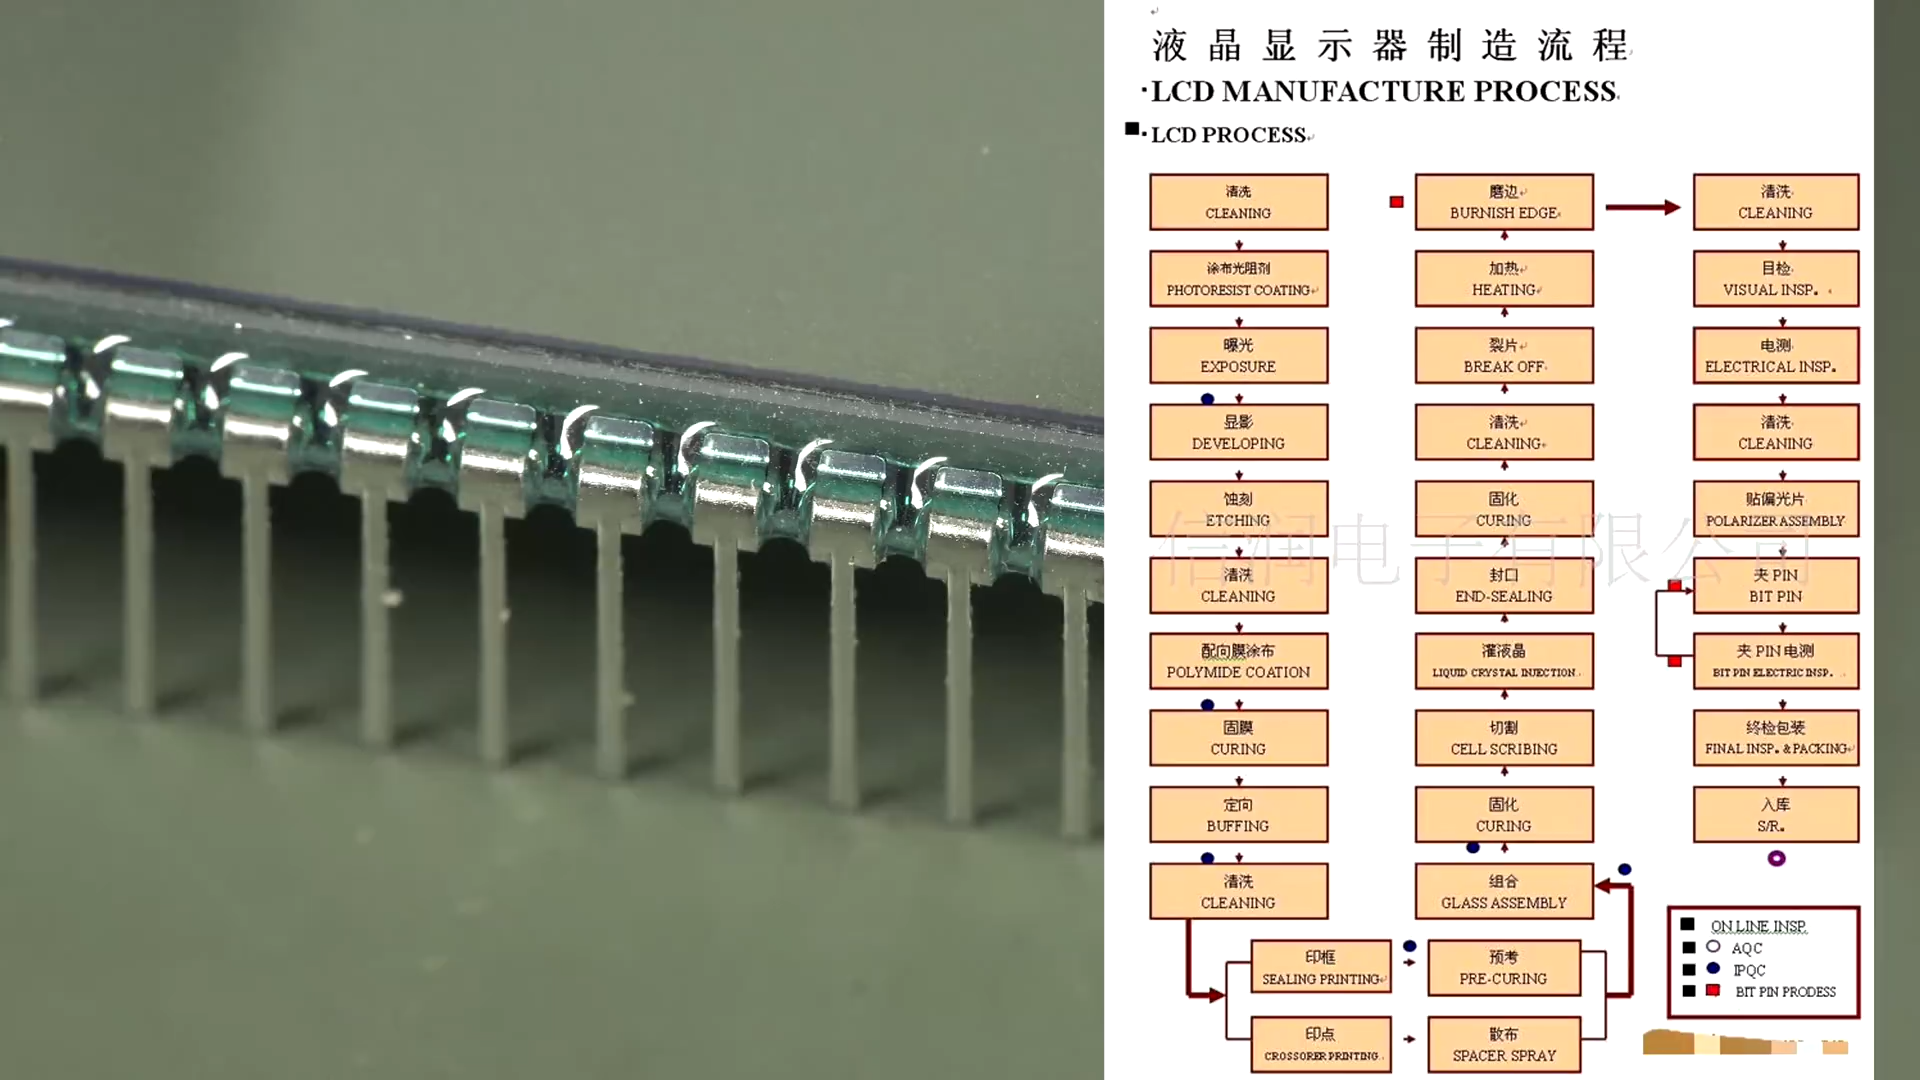 液晶显示器制造流程
·LCD MANUFACTURE PROCESS
·LCD PROCESS
清洗
CLEANING
涂布光阻剂
PHOTORESIST COATING
曝光
EXPOSURE
显影
DEVELOPING
蚀刻
ETCHING
清洗
CLEANING
配向膜涂布
POLYMIDE COATION
固膜
CURING
定向
BUFFING
清洗
CLEANING
印框
SEALING PRINTING
预考
PRE-CURING
印点
CROSSORER PRINTING.
散布
SPACER SPRAY
组合
GLASS ASSEMBLY
固化
CURING
切割
CELL SCRIBING
灌液晶
LIQUID CRYSTAL INJECTION
封口
END-SEALING
固化
CURING
清洗
CLEANING
裂片
BREAK OFF
加热
HEATING
磨边
BURNISH EDGE
清洗
CLEANING
目检
VISUAL INSP.
电测
ELECTRICAL INSP.
清洗
CLEANING
贴偏光片
POLARIZER ASSEMBLY
夹 PIN
BIT PIN
夹 PIN 电测
BIT PIN ELECTRIC INSP.
终检包装
FINAL INSP. & PACKING
入库
S/R.
ON LINE INSP.
AQC
IPQC
BIT PIN PRODESS
信润电子有限公司